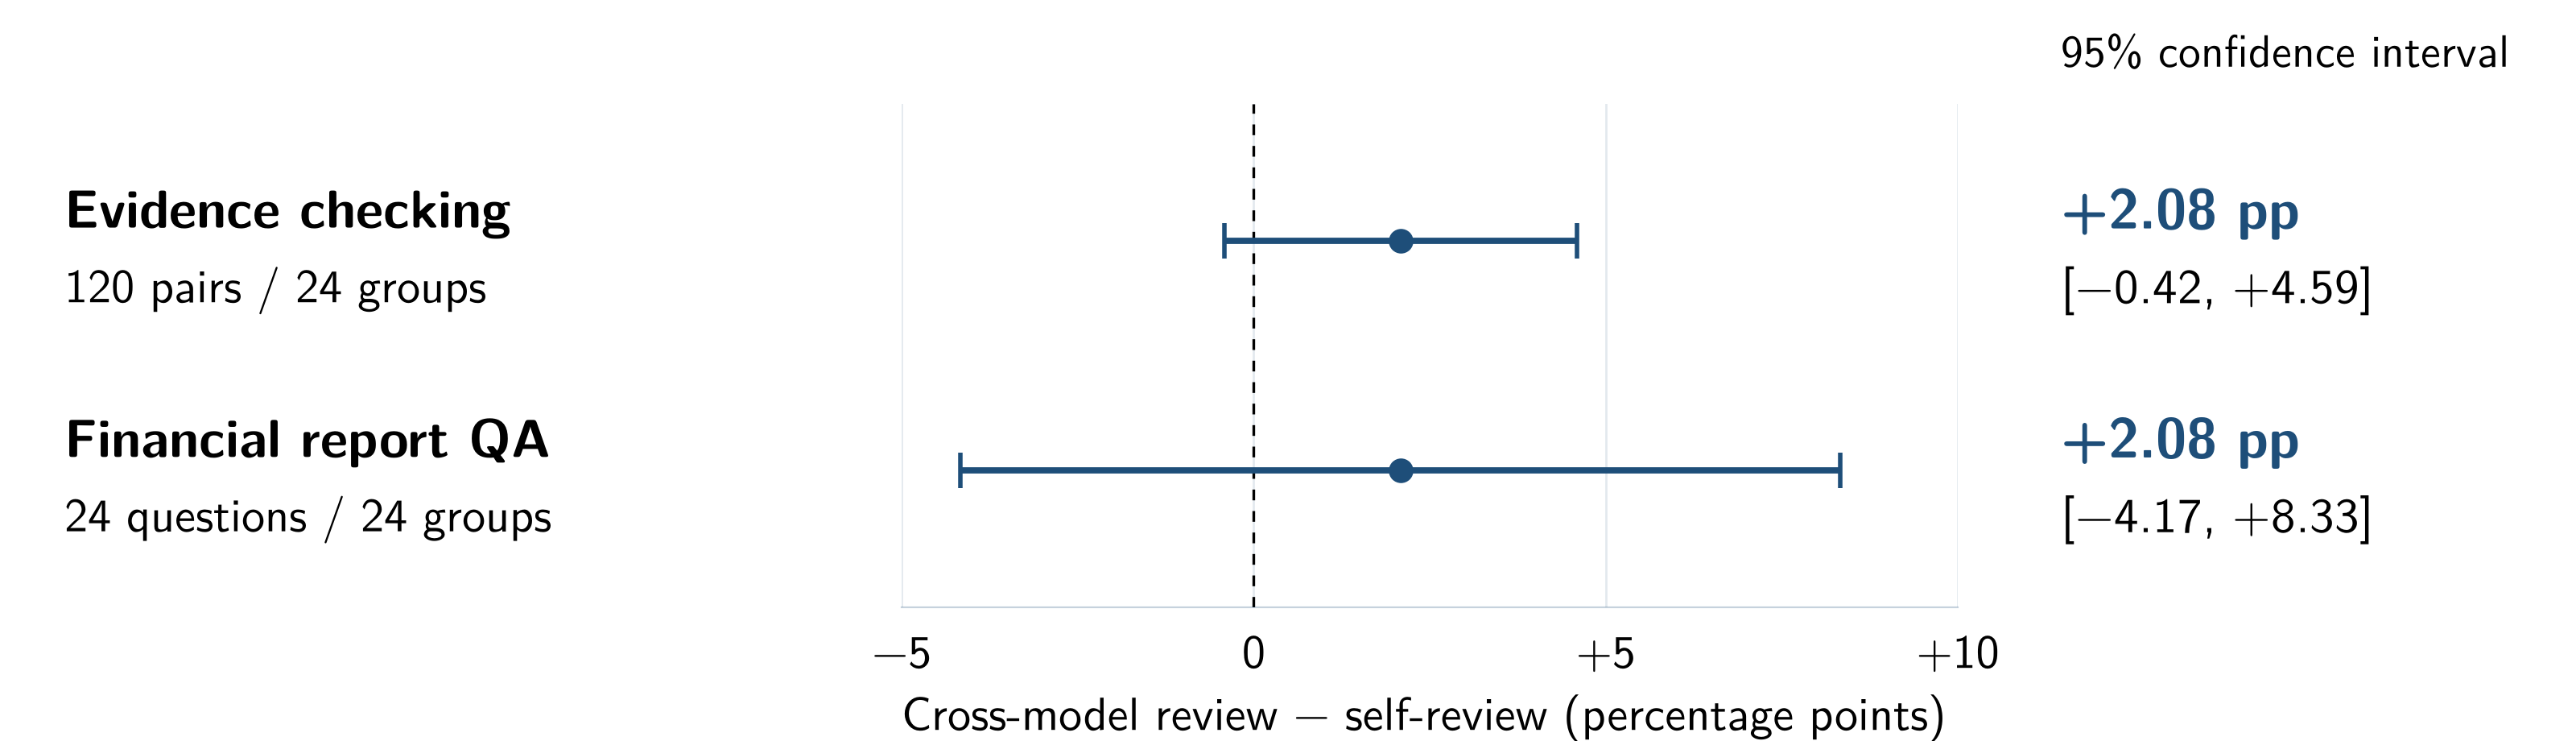 95% confidence interval
Evidence checking
120 pairs / 24 groups
+2.08 pp
[−0.42, +4.59]
Financial report QA
24 questions / 24 groups
+2.08 pp
[−4.17, +8.33]
−5 0 +5 +10
Cross-model review − self-review (percentage points)